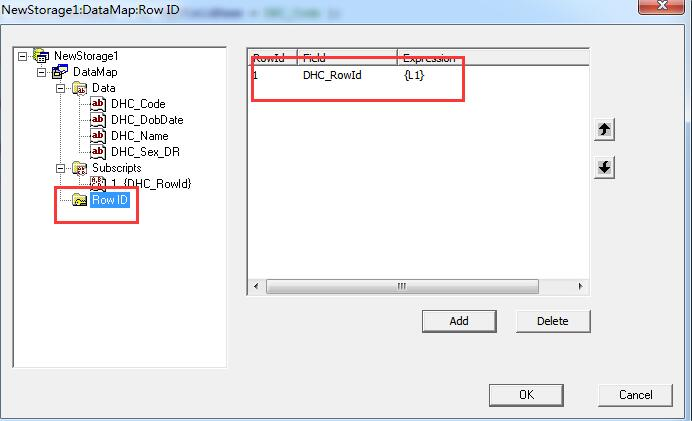 NewStorage1:DataMap:Row ID
NewStorage1
DataMap
Data
DHC_Code
DHC_DobDate
DHC_Name
DHC_Sex_DR
Subscripts
1 {DHC_RowId}
Row ID
RowId Field Expression
1 DHC_RowId {L1}
Add Delete
OK Cancel